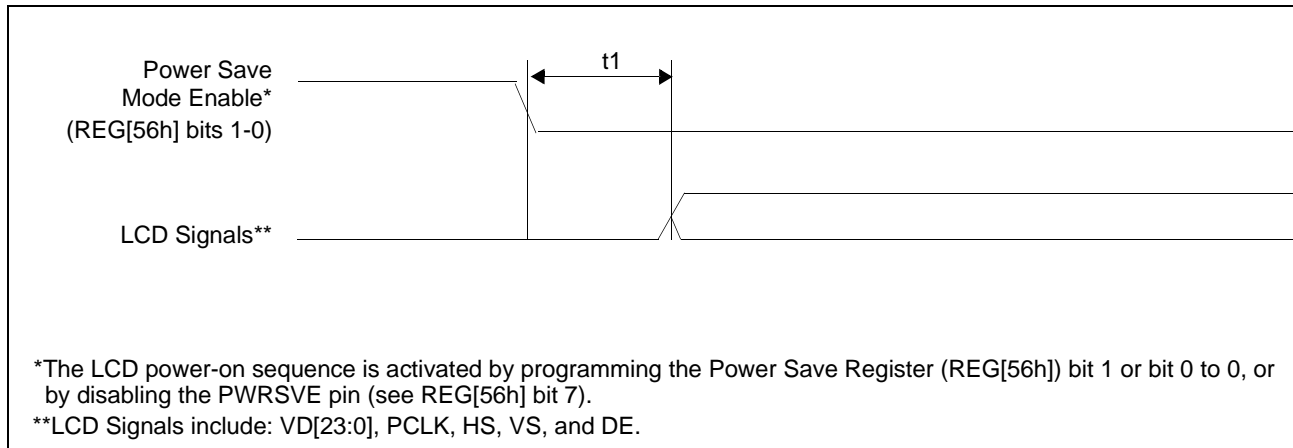 t1
Power Save
Mode Enable*
(REG[56h] bits 1-0)
LCD Signals**
*The LCD power-on sequence is activated by programming the Power Save Register (REG[56h]) bit 1 or bit 0 to 0, or
by disabling the PWRSVE pin (see REG[56h] bit 7).
**LCD Signals include: VD[23:0], PCLK, HS, VS, and DE.